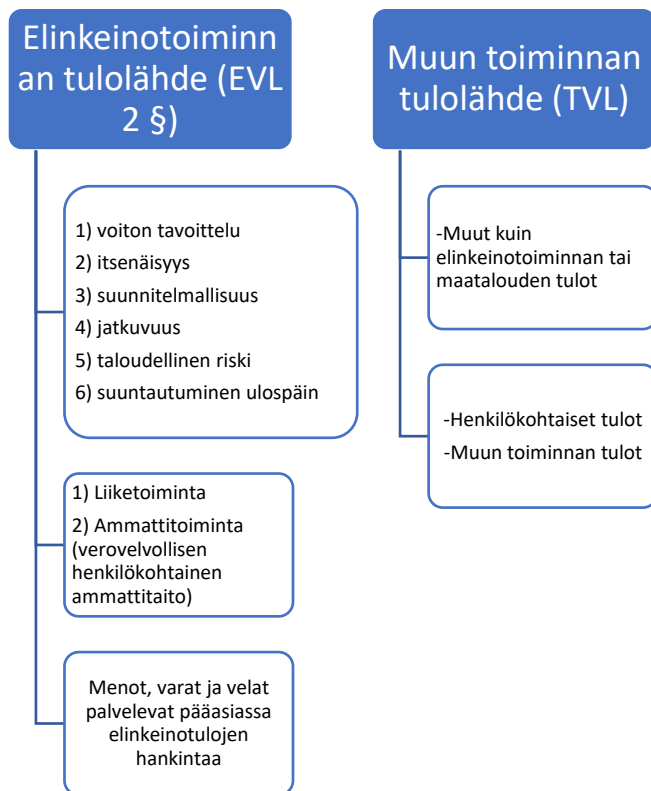 Elinkeinotoiminn
an tulolähde (EVL
2 §)
1) voiton tavoittelu
2) itsenäisyys
3) suunnitelmallisuus
4) jatkuvuus
5) taloudellinen riski
6) suuntautuminen ulospäin
1) Liiketoiminta
2) Ammattitoiminta
(verovelvollisen
henkilökohtainen
ammattitaito)
Menot, varat ja velat
palvelevat pääasiassa
elinkeinotulojen
hankintaa
Muun toiminnan
tulolähde (TVL)
-Muut kuin
elinkeinotoiminnan tai
maatalouden tulot
-Henkilökohtaiset tulot
-Muun toiminnan tulot